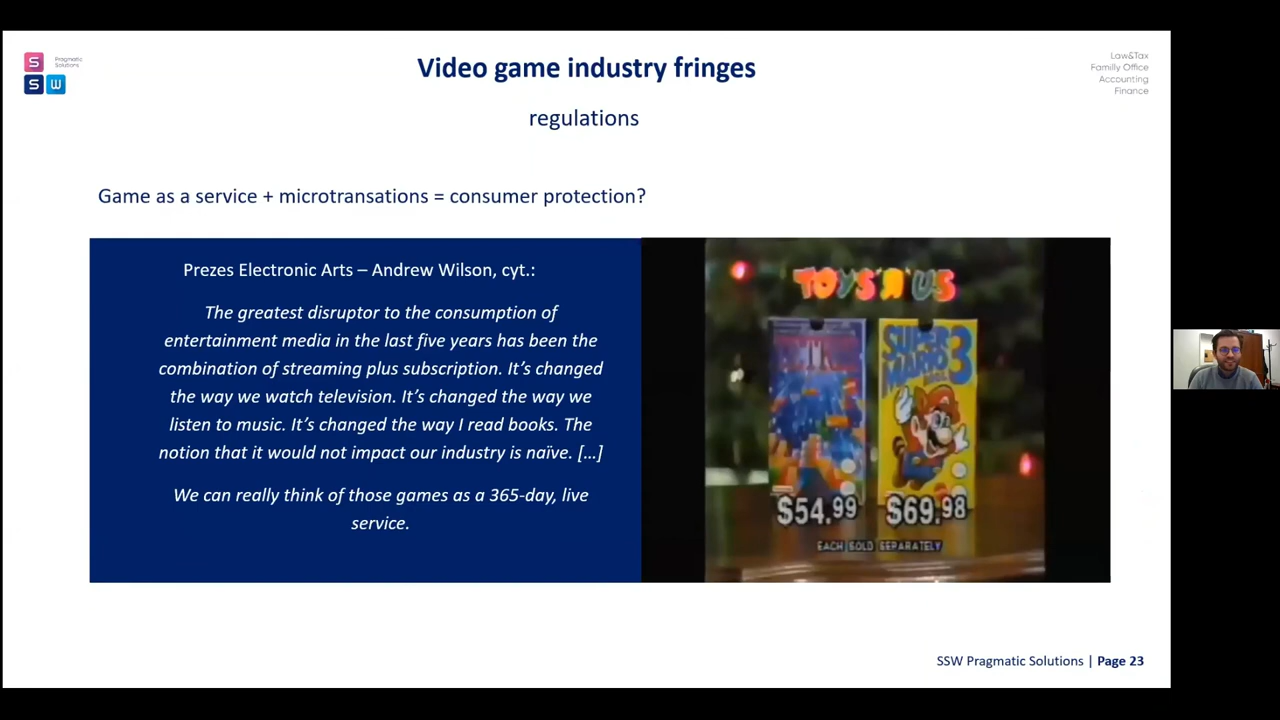 S
Pragmatic
Solutions
S W
Law&Tax
Familly Office
Accounting
Finance
Video game industry fringes
regulations
Game as a service + microtransations = consumer protection?
Prezes Electronic Arts – Andrew Wilson, cyt.:
The greatest disruptor to the consumption of
entertainment media in the last five years has been the
combination of streaming plus subscription. It’s changed
the way we watch television. It’s changed the way we
listen to music. It’s changed the way I read books. The
notion that it would not impact our industry is naïve. […]
We can really think of those games as a 365-day, live
service.
TOYS "R" US
SUPER
MARIO
3
$54.99
$69.98
EACH SOLD SEPARATELY
SSW Pragmatic Solutions | Page 23